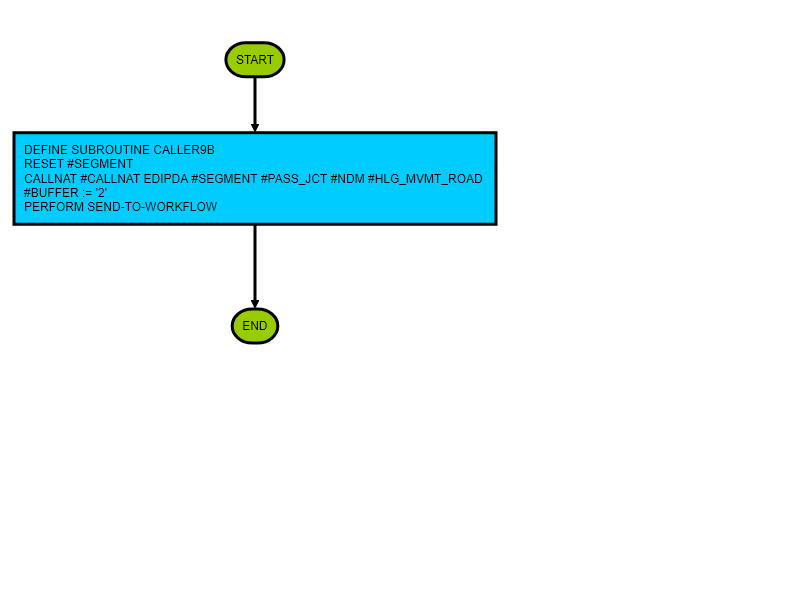 START
DEFINE SUBROUTINE CALLER9B
RESET #SEGMENT
CALLNAT #CALLNAT EDIPDA #SEGMENT #PASS_JCT #NDM #HLG_MVMT_ROAD
#BUFFER := '2'
PERFORM SEND-TO-WORKFLOW
END